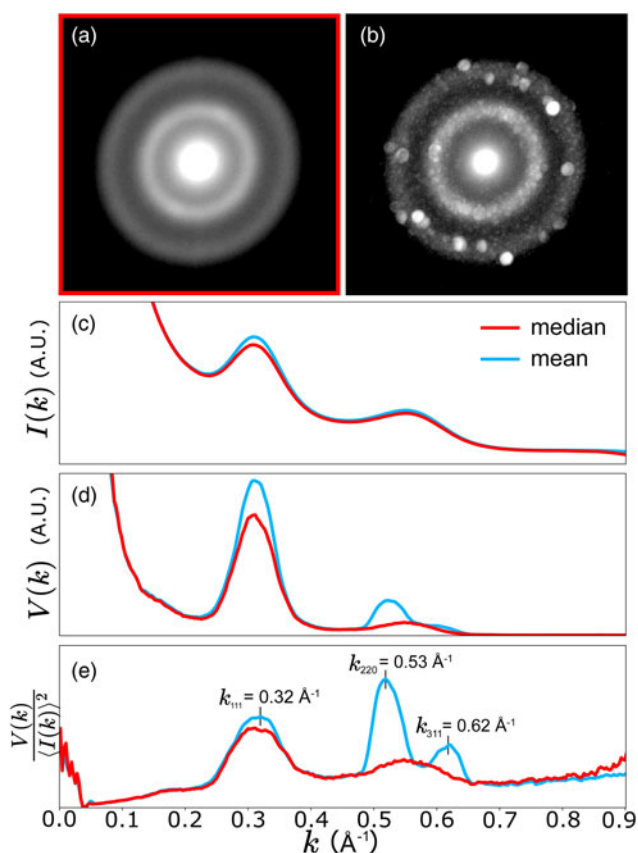 (a)
(b)
(c)
median
mean
I(k) (A.U.)
(d)
V(k) (A.U.)
(e)
k₂₂₀ = 0.53 Å⁻¹
k₁₁₁ = 0.32 Å⁻¹
k₃₁₁ = 0.62 Å⁻¹
V(k)
⟨I(k)⟩²
0.0 0.1 0.2 0.3 0.4 0.5 0.6 0.7 0.8 0.9
k (Å⁻¹)